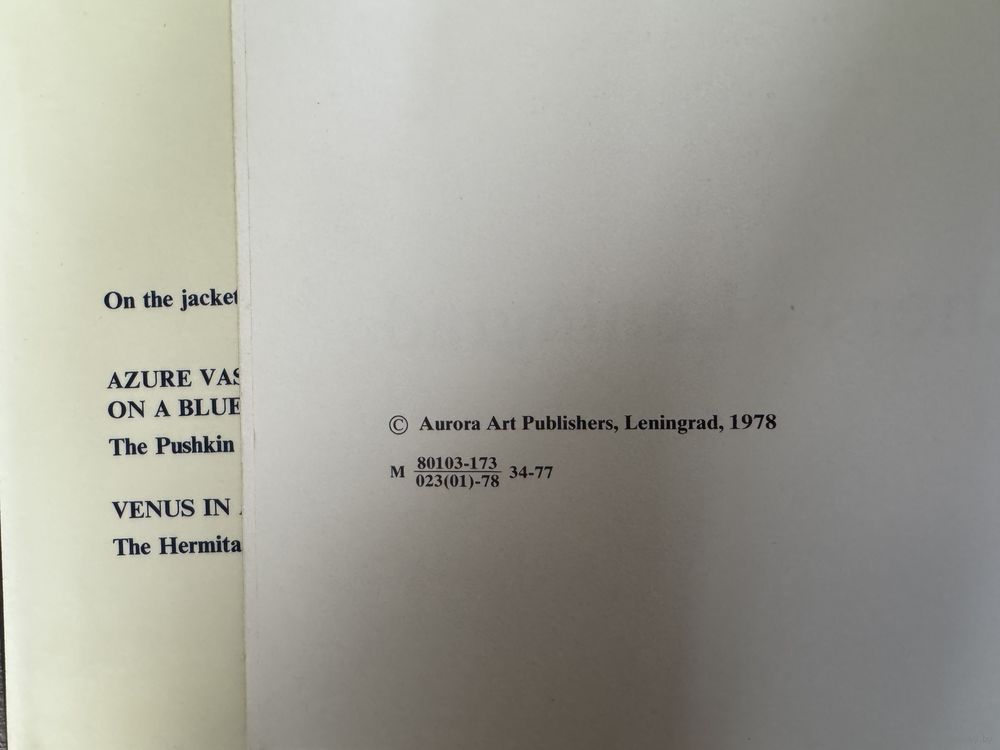 On the jacket
AZURE VAS
ON A BLUE
The Pushkin
VENUS IN
The Hermita
© Aurora Art Publishers, Leningrad, 1978
M 80103-173 34-77
023(01)-78